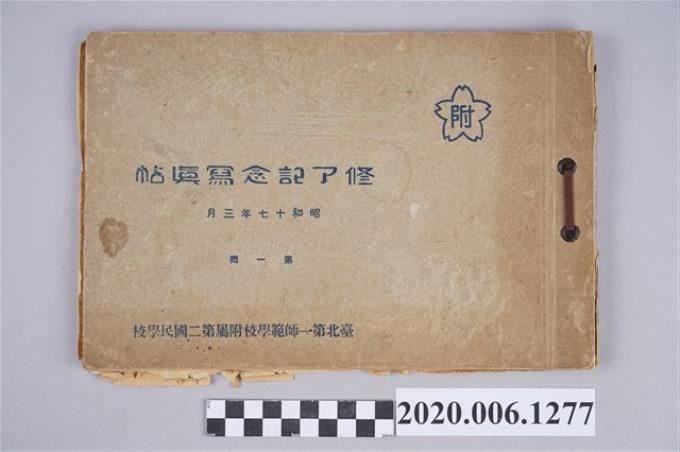 附
修了記念寫眞帖
昭和十七年三月
第一回
臺北第一師範學校附屬第二國民學校
2020.006.1277